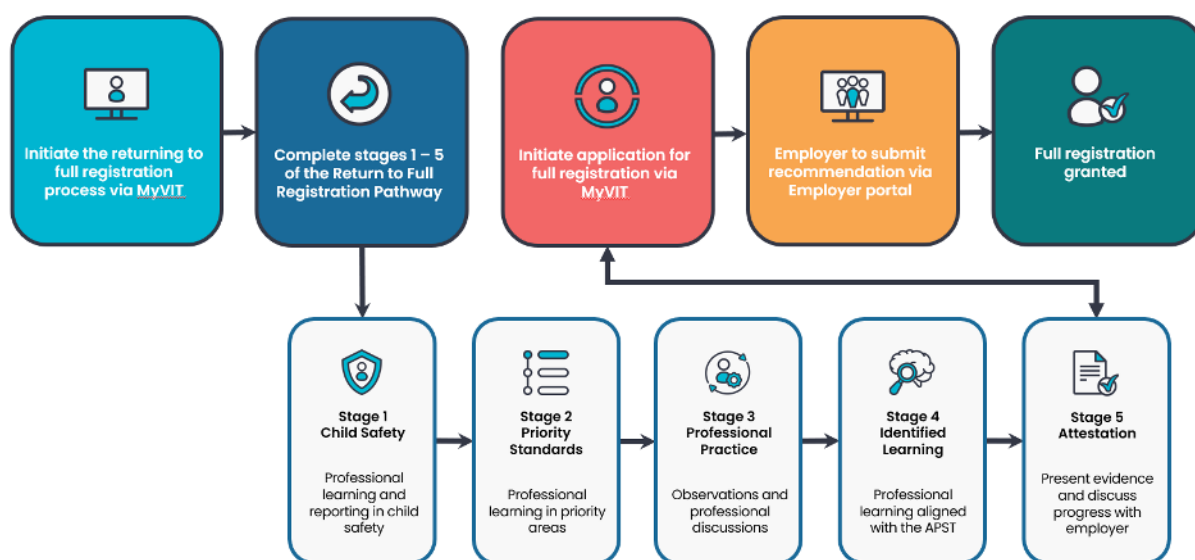 Initiate the returning to
full registration
process via MyVIT
Complete stages 1 – 5
of the Return to Full
Registration Pathway
Initiate application for
full registration via
MyVIT
Employer to submit
recommendation via
Employer portal
Full registration
granted
Stage 1
Child Safety
Professional
learning and
reporting in child
safety
Stage 2
Priority
Standards
Professional
learning in priority
areas
Stage 3
Professional
Practice
Observations and
professional
discussions
Stage 4
Identified
Learning
Professional
learning aligned
with the APST
Stage 5
Attestation
Present evidence
and discuss
progress with
employer